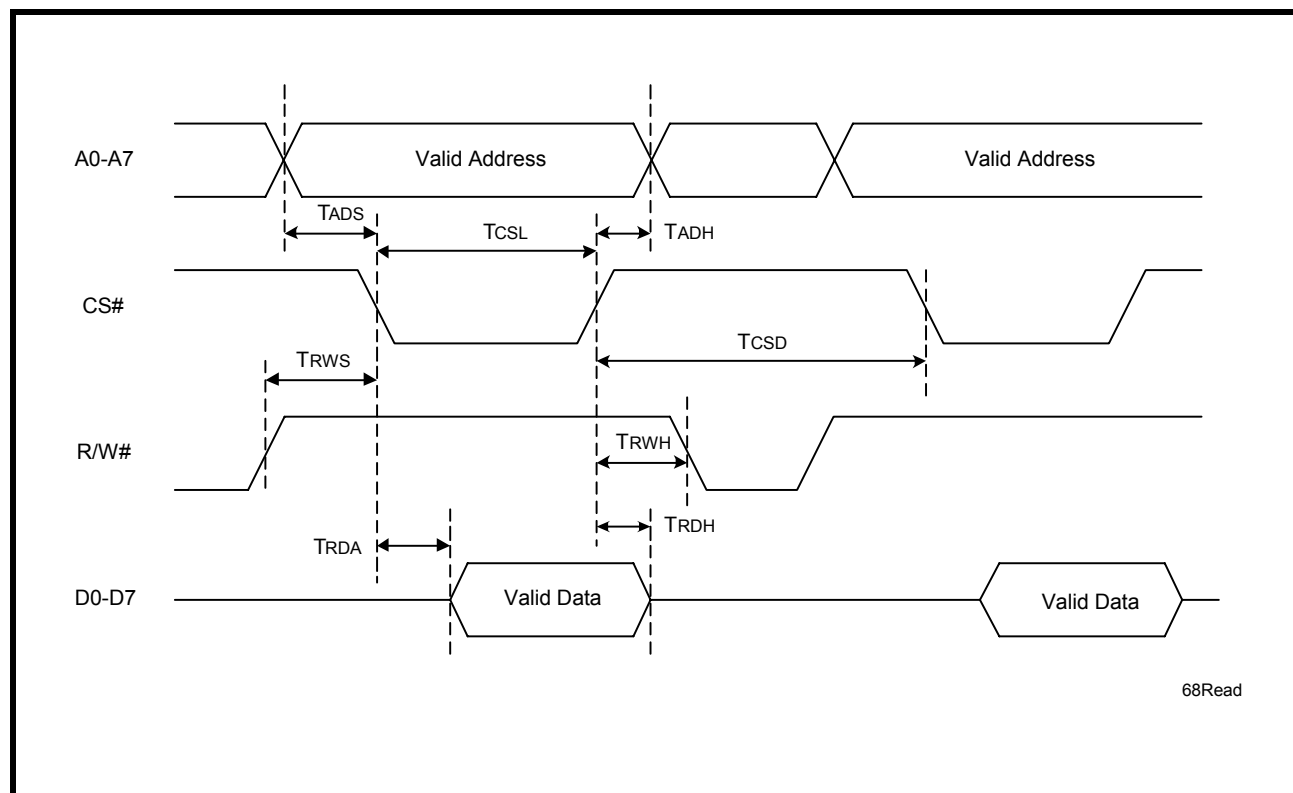 A0-A7
Valid Address
Valid Address
TADS
TCSL
TADH
CS#
TCSD
TRWS
R/W#
TRWH
TRDH
TRDA
D0-D7
Valid Data
Valid Data
68Read